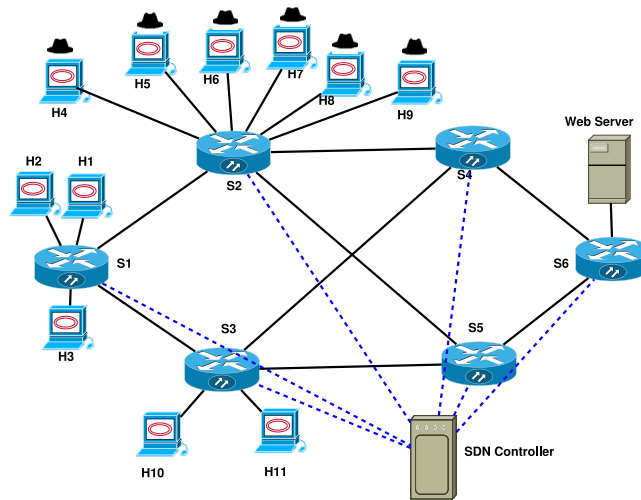 H4
H5
H6
H7
H8
H9
Web Server
S2
S4
H2
H1
S1
S6
H3
S3
S5
H10
H11
SDN Controller